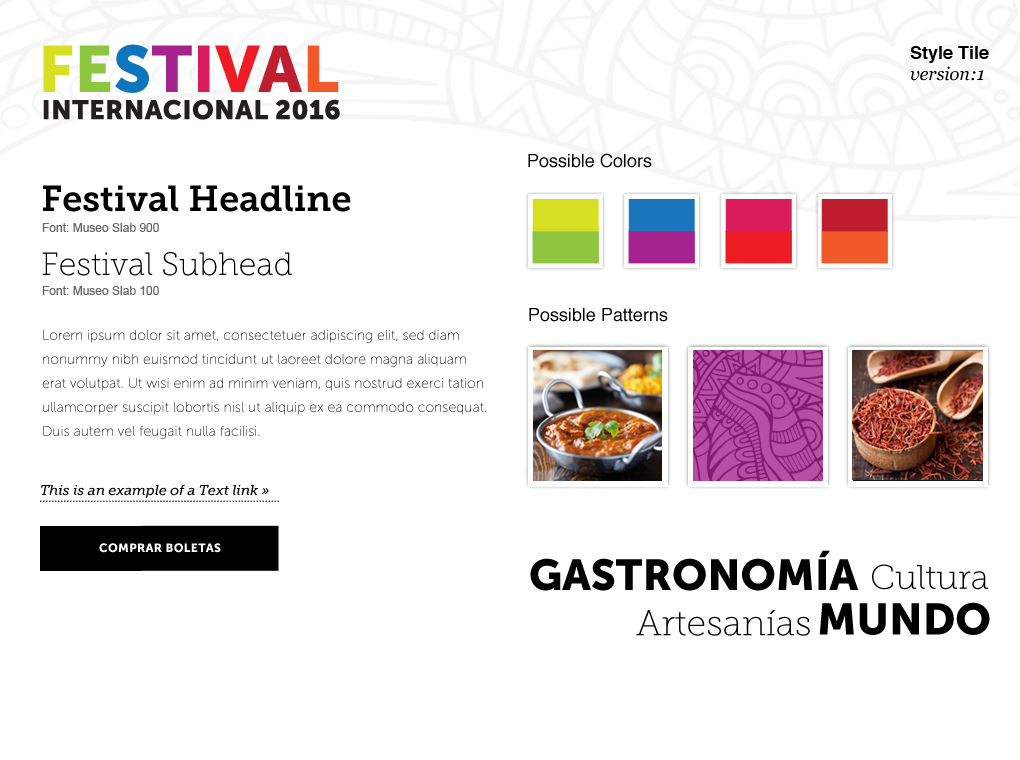 FESTIVAL
INTERNACIONAL 2016
Style Tile
version:1
Festival Headline
Font: Museo Slab 900
Festival Subhead
Font: Museo Slab 100
Lorem ipsum dolor sit amet, consectetuer adipiscing elit, sed diam
nonummy nibh euismod tincidunt ut laoreet dolore magna aliquam
erat volutpat. Ut wisi enim ad minim veniam, quis nostrud exerci tation
ullamcorper suscipit lobortis nisl ut aliquip ex ea commodo consequat.
Duis autem vel feugait nulla facilisi.
This is an example of a Text link »
COMPRAR BOLETAS
Possible Colors
Possible Patterns
GASTRONOMÍA Cultura
Artesanías MUNDO